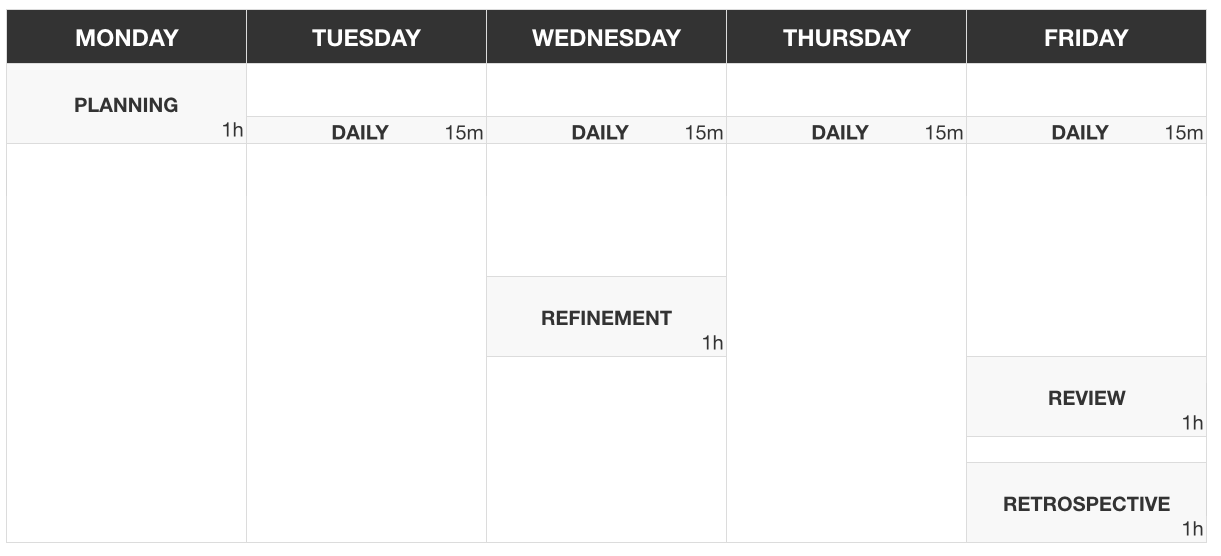 MONDAY TUESDAY WEDNESDAY THURSDAY FRIDAY
PLANNING
1h
DAILY 15m DAILY 15m DAILY 15m DAILY 15m
REFINEMENT
1h
REVIEW
1h
RETROSPECTIVE
1h